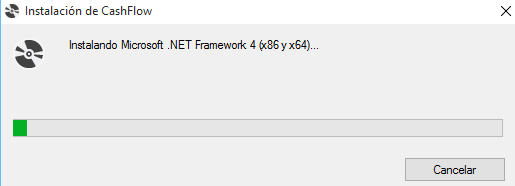 Instalación de CashFlow
Instalando Microsoft .NET Framework 4 (x86 y x64)...
Cancelar